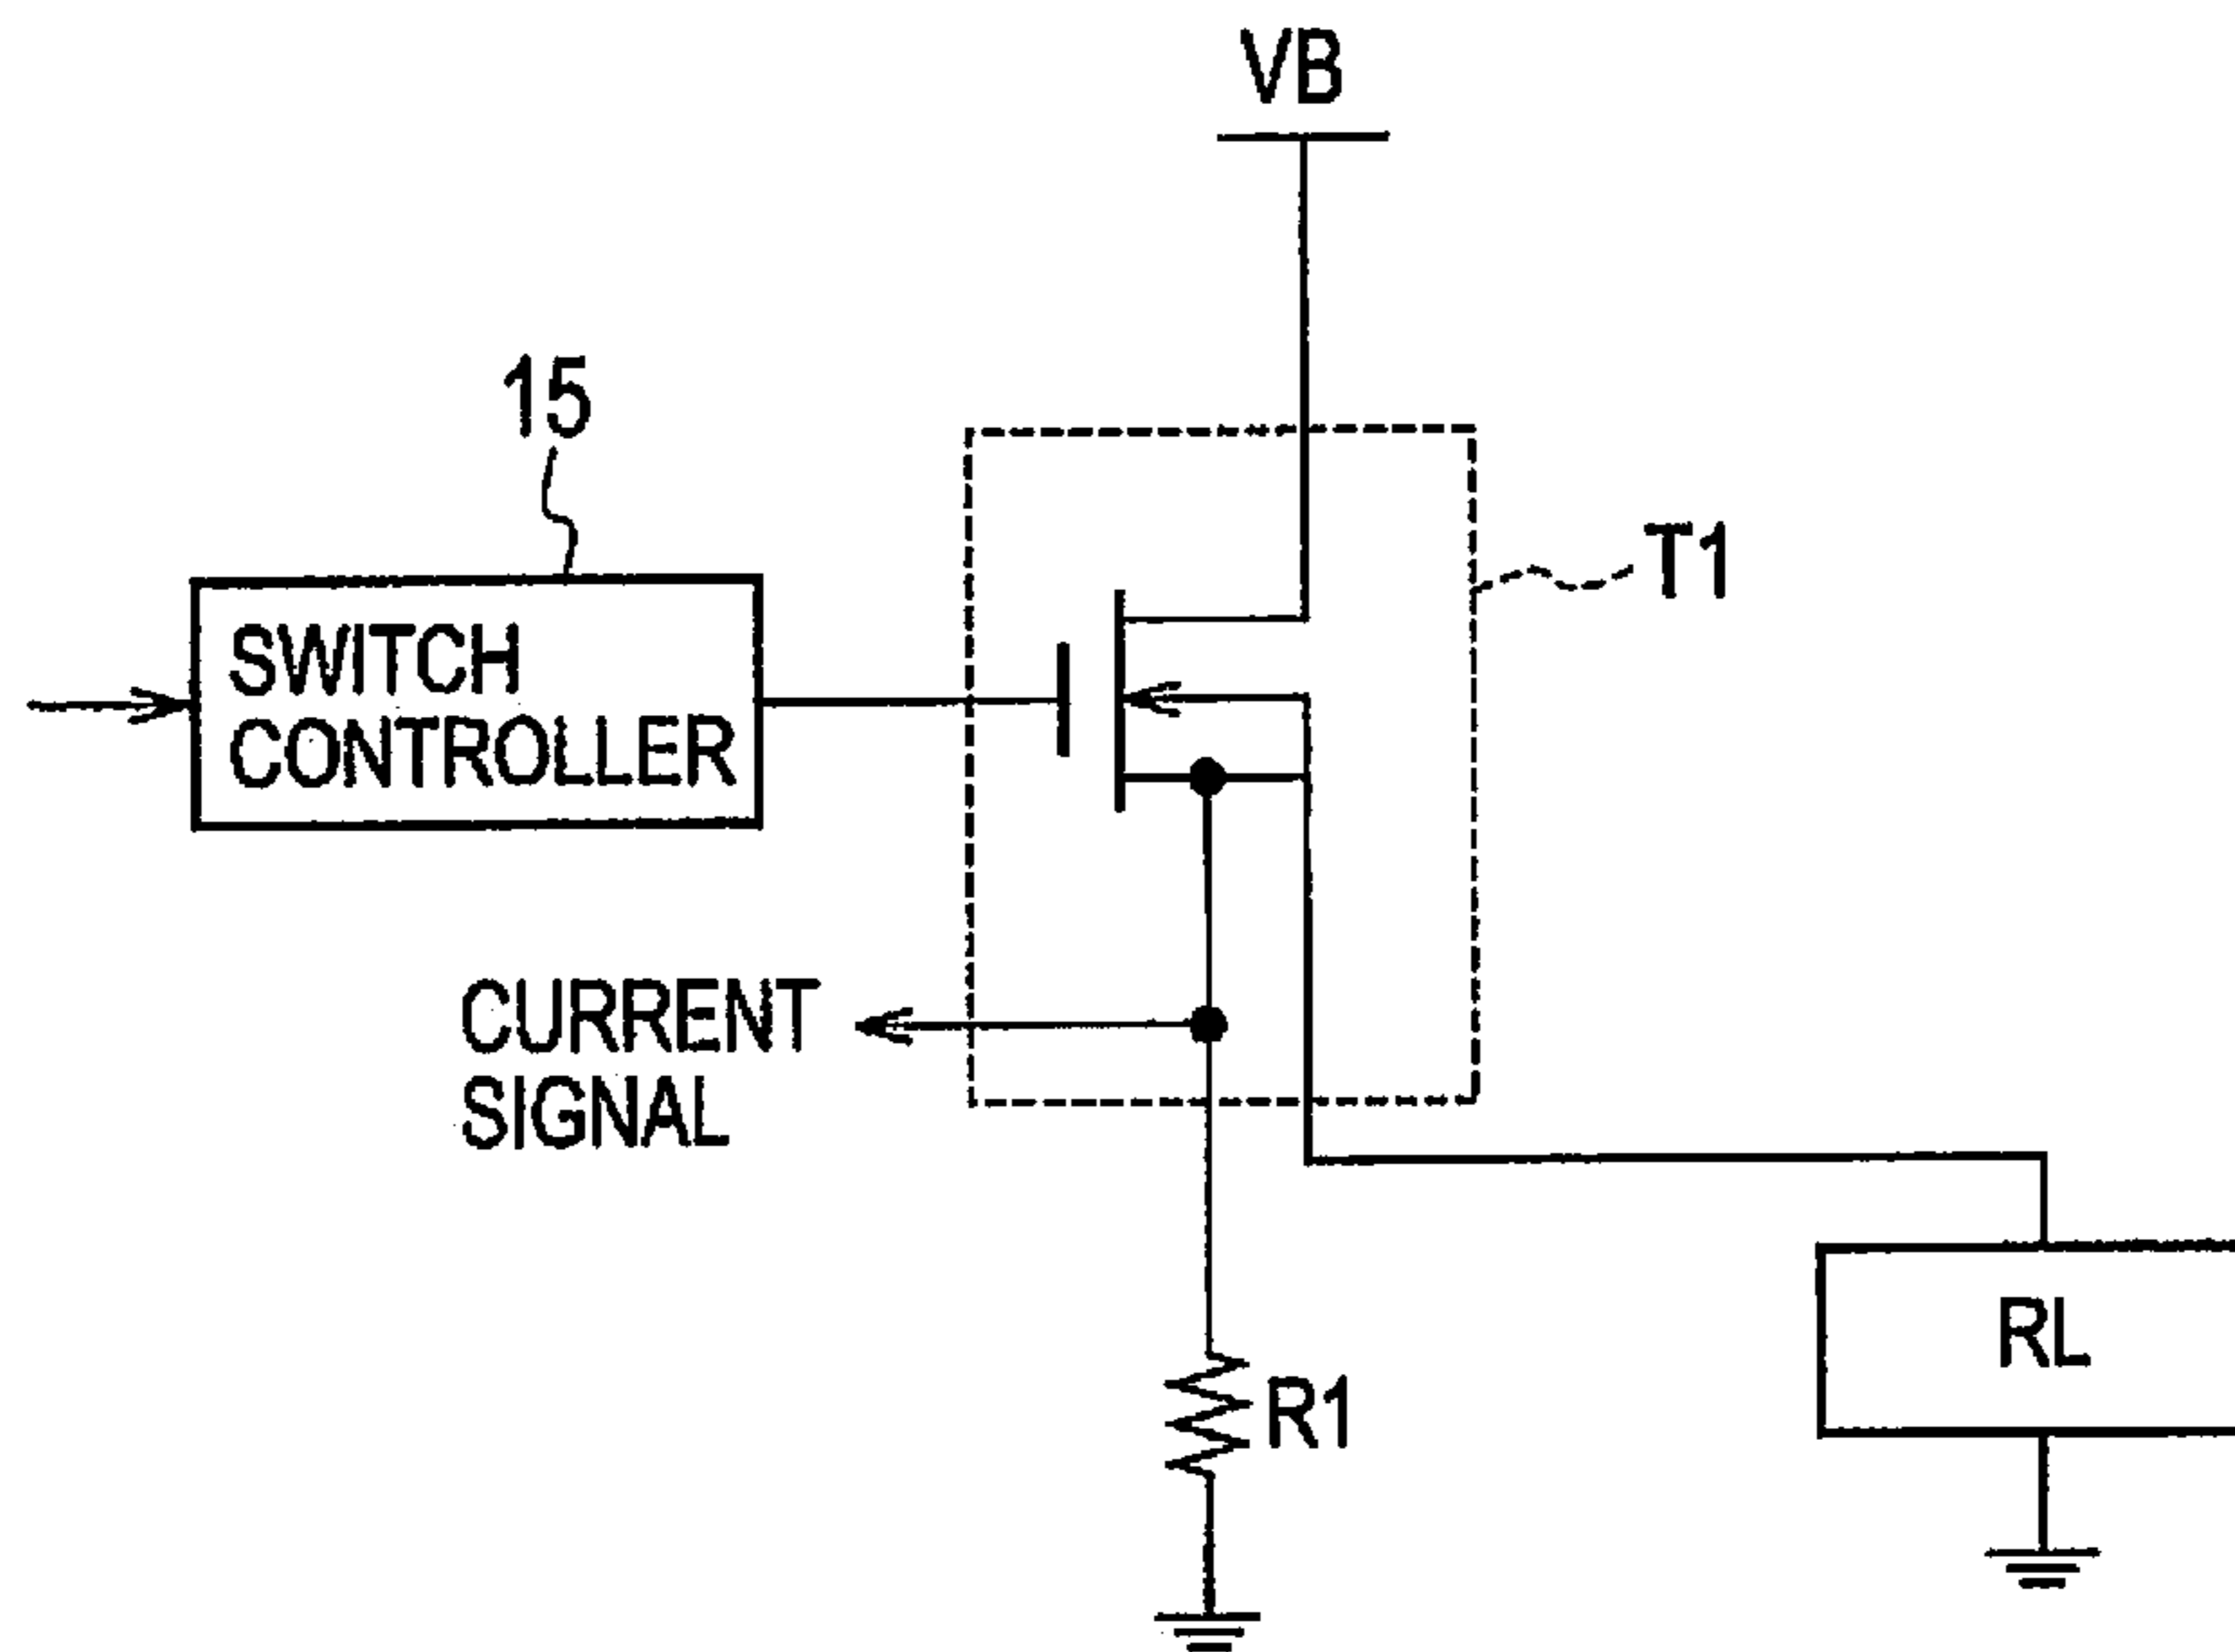 VB
15
T1
SWITCH
CONTROLLER
CURRENT
SIGNAL
RL
R1